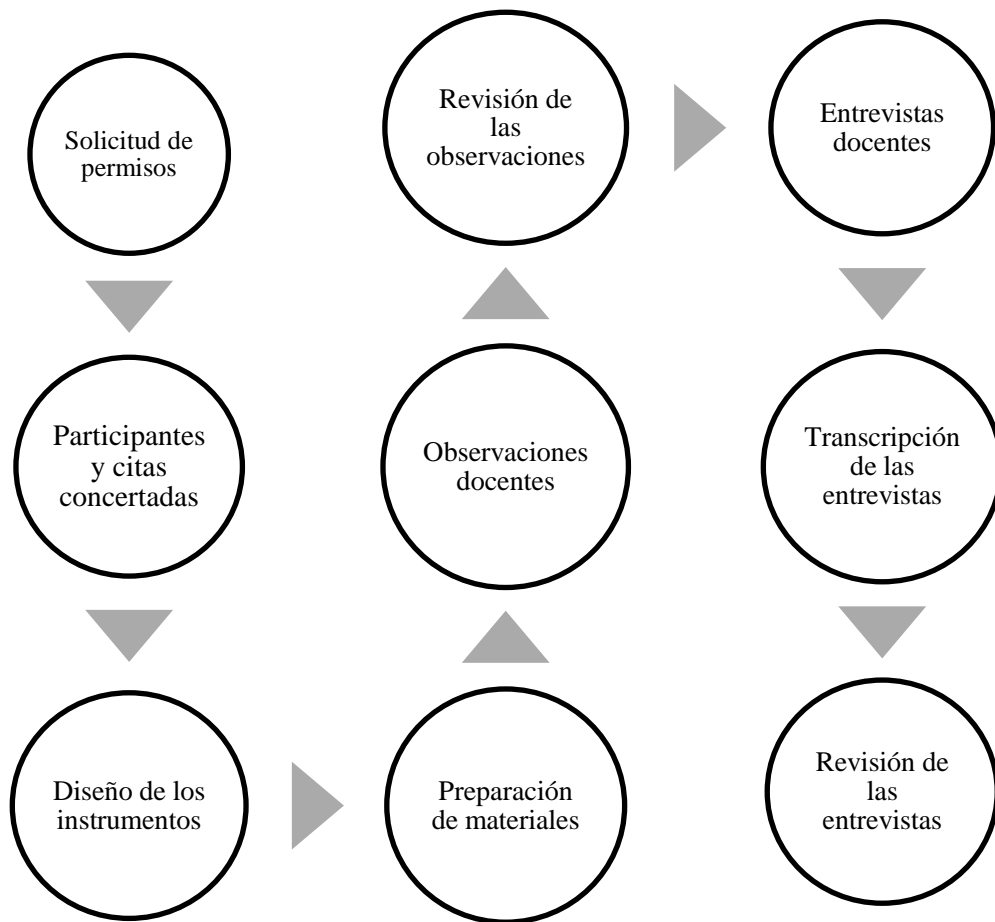 Solicitud de
permisos
Participantes
y citas
concertadas
Diseño de los
instrumentos
Preparación
de materiales
Observaciones
docentes
Revisión de
las
observaciones
Entrevistas
docentes
Transcripción
de las
entrevistas
Revisión de
las
entrevistas